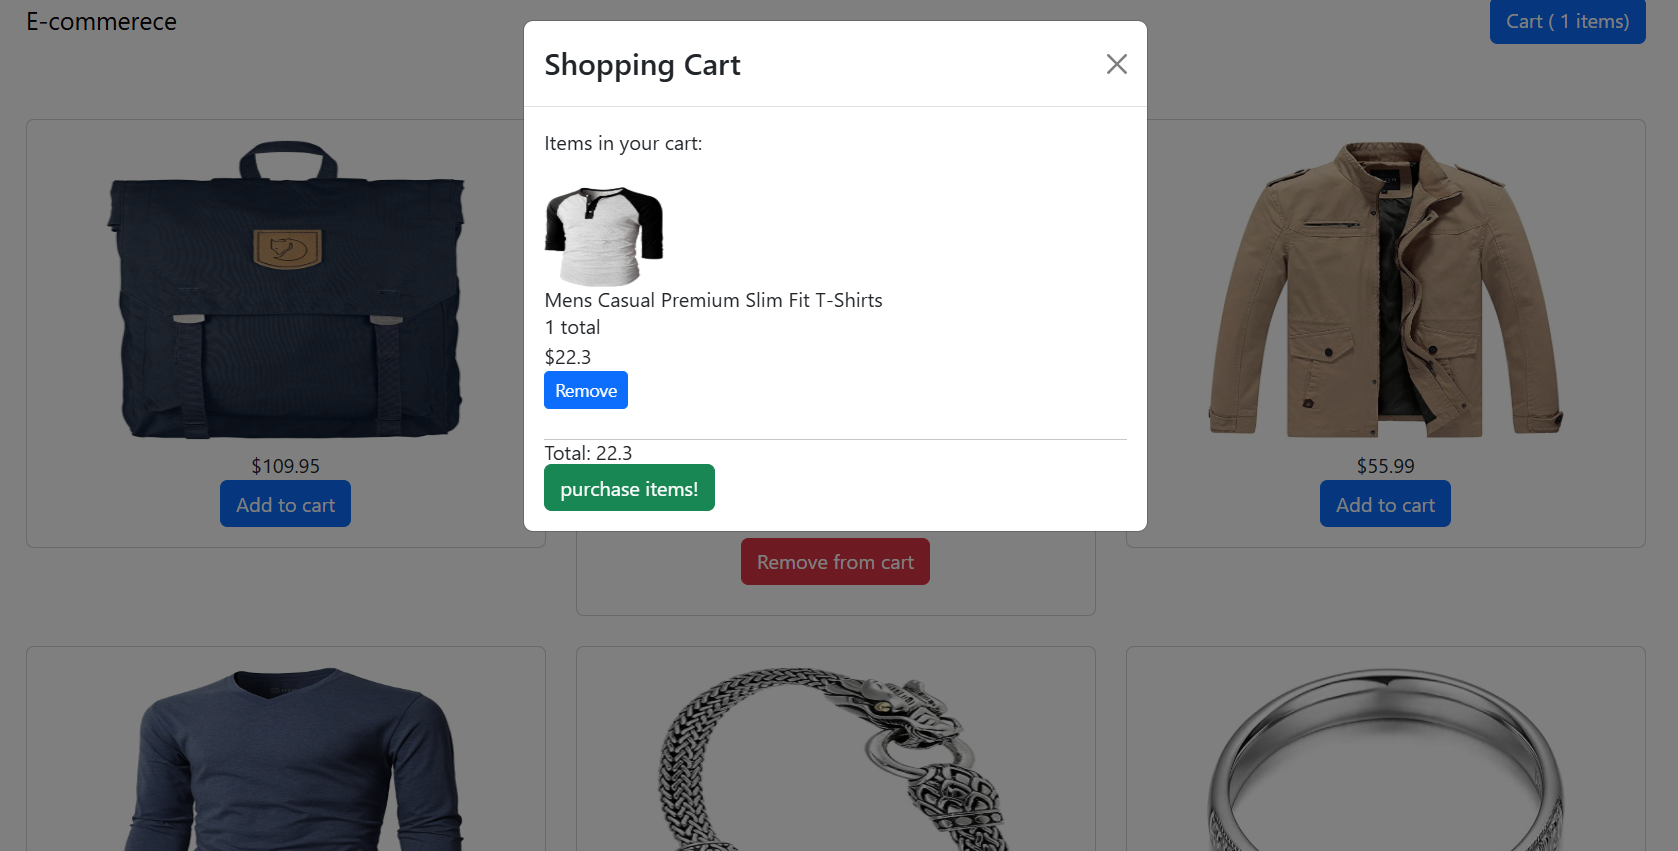 E-commerece
Cart ( 1 items)
Shopping Cart
Items in your cart:
Mens Casual Premium Slim Fit T-Shirts
1 total
$22.3
Remove
Total: 22.3
purchase items!
$109.95
Add to cart
Remove from cart
$55.99
Add to cart